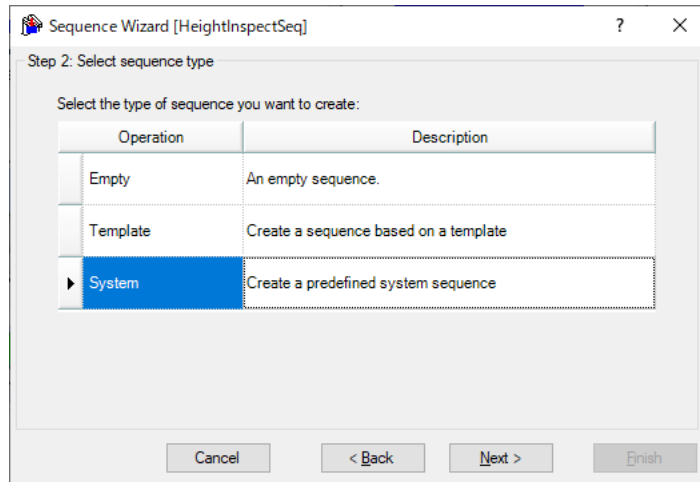 Sequence Wizard [HeightInspectSeq] ?
Step 2: Select sequence type
Select the type of sequence you want to create:
Operation Description
Empty An empty sequence.
Template Create a sequence based on a template
System Create a predefined system sequence
Cancel < Back Next > Finish